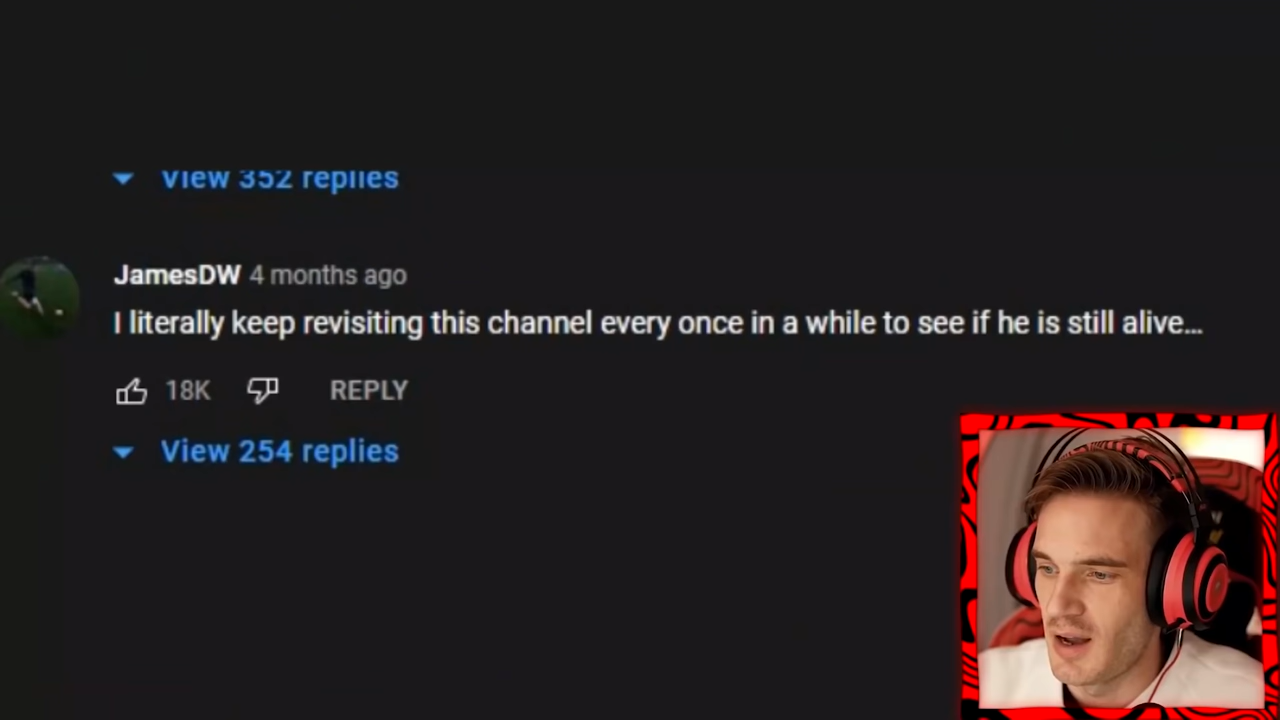 View 352 replies
JamesDW 4 months ago
I literally keep revisiting this channel every once in a while to see if he is still alive...
18K REPLY
View 254 replies